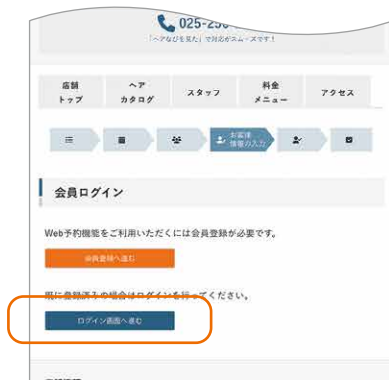 025-250
「ヘアなびを見た」で対応がスムーズです！
店舗
トップ
ヘア
カタログ
スタッフ
料金
メニュー
アクセス
お客様
情報の入力
会員ログイン
Web予約機能をご利用いただくには会員登録が必要です。
会員登録へ進む
既に登録済みの場合はログインを行ってください。
ログイン画面へ進む